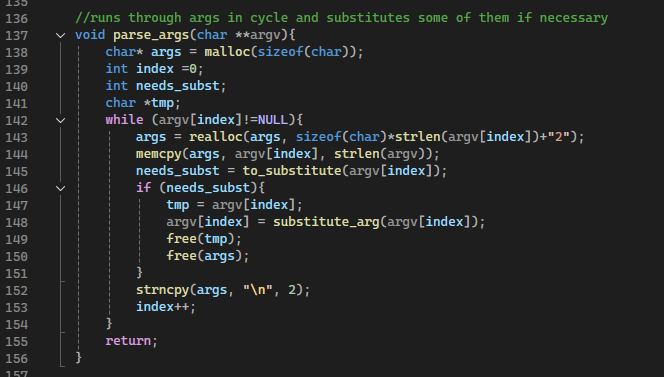 135
136 //runs through args in cycle and substitutes some of them if necessary
137 void parse_args(char **argv){
138 char* args = malloc(sizeof(char));
139 int index =0;
140 int needs_subst;
141 char *tmp;
142 while (argv[index]!=NULL){
143 args = realloc(args, sizeof(char)*strlen(argv[index])+"2");
144 memcpy(args, argv[index], strlen(argv));
145 needs_subst = to_substitute(argv[index]);
146 if (needs_subst){
147 tmp = argv[index];
148 argv[index] = substitute_arg(argv[index]);
149 free(tmp);
150 free(args);
151 }
152 strncpy(args, "\n", 2);
153 index++;
154 }
155 return;
156 }
157